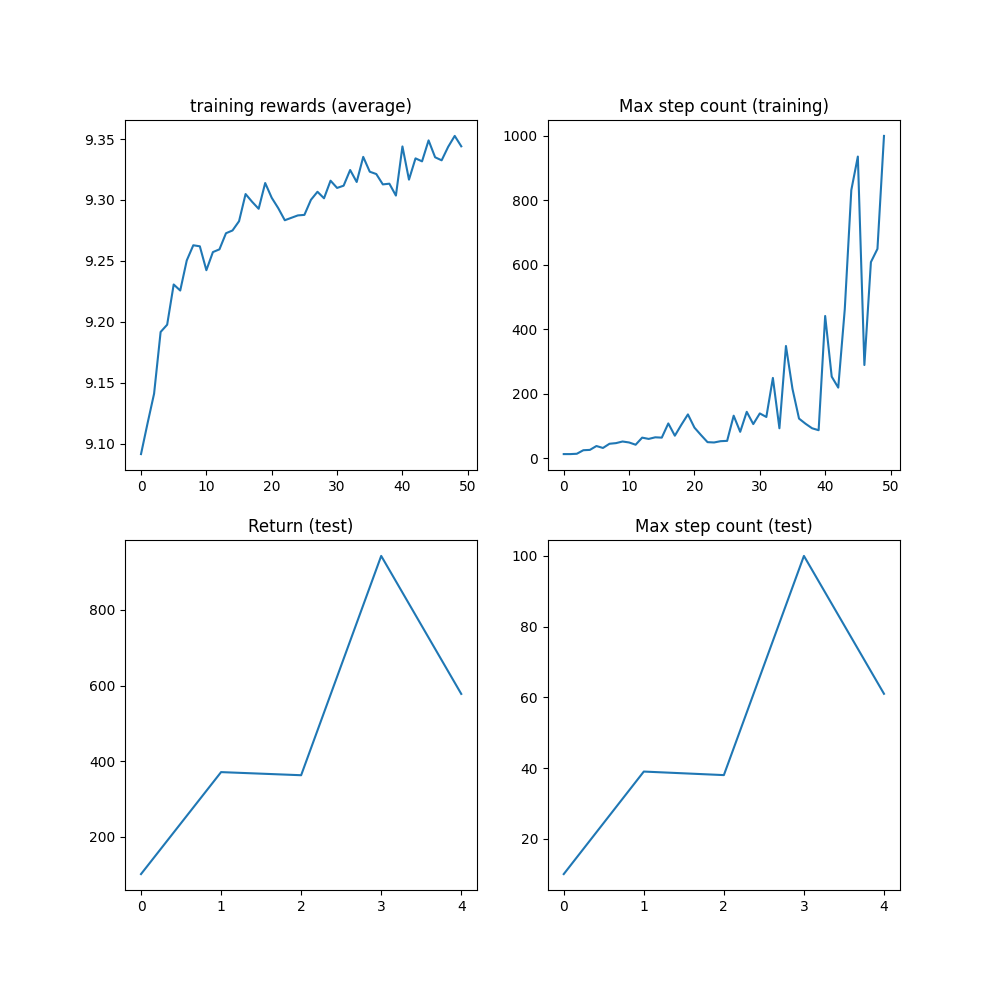 training rewards (average)
9.35
9.30
9.25
9.20
9.15
9.10
0 10 20 30 40 50
Max step count (training)
1000
800
600
400
200
0
0 10 20 30 40 50
Return (test)
800
600
400
200
0 1 2 3 4
Max step count (test)
100
80
60
40
20
0 1 2 3 4